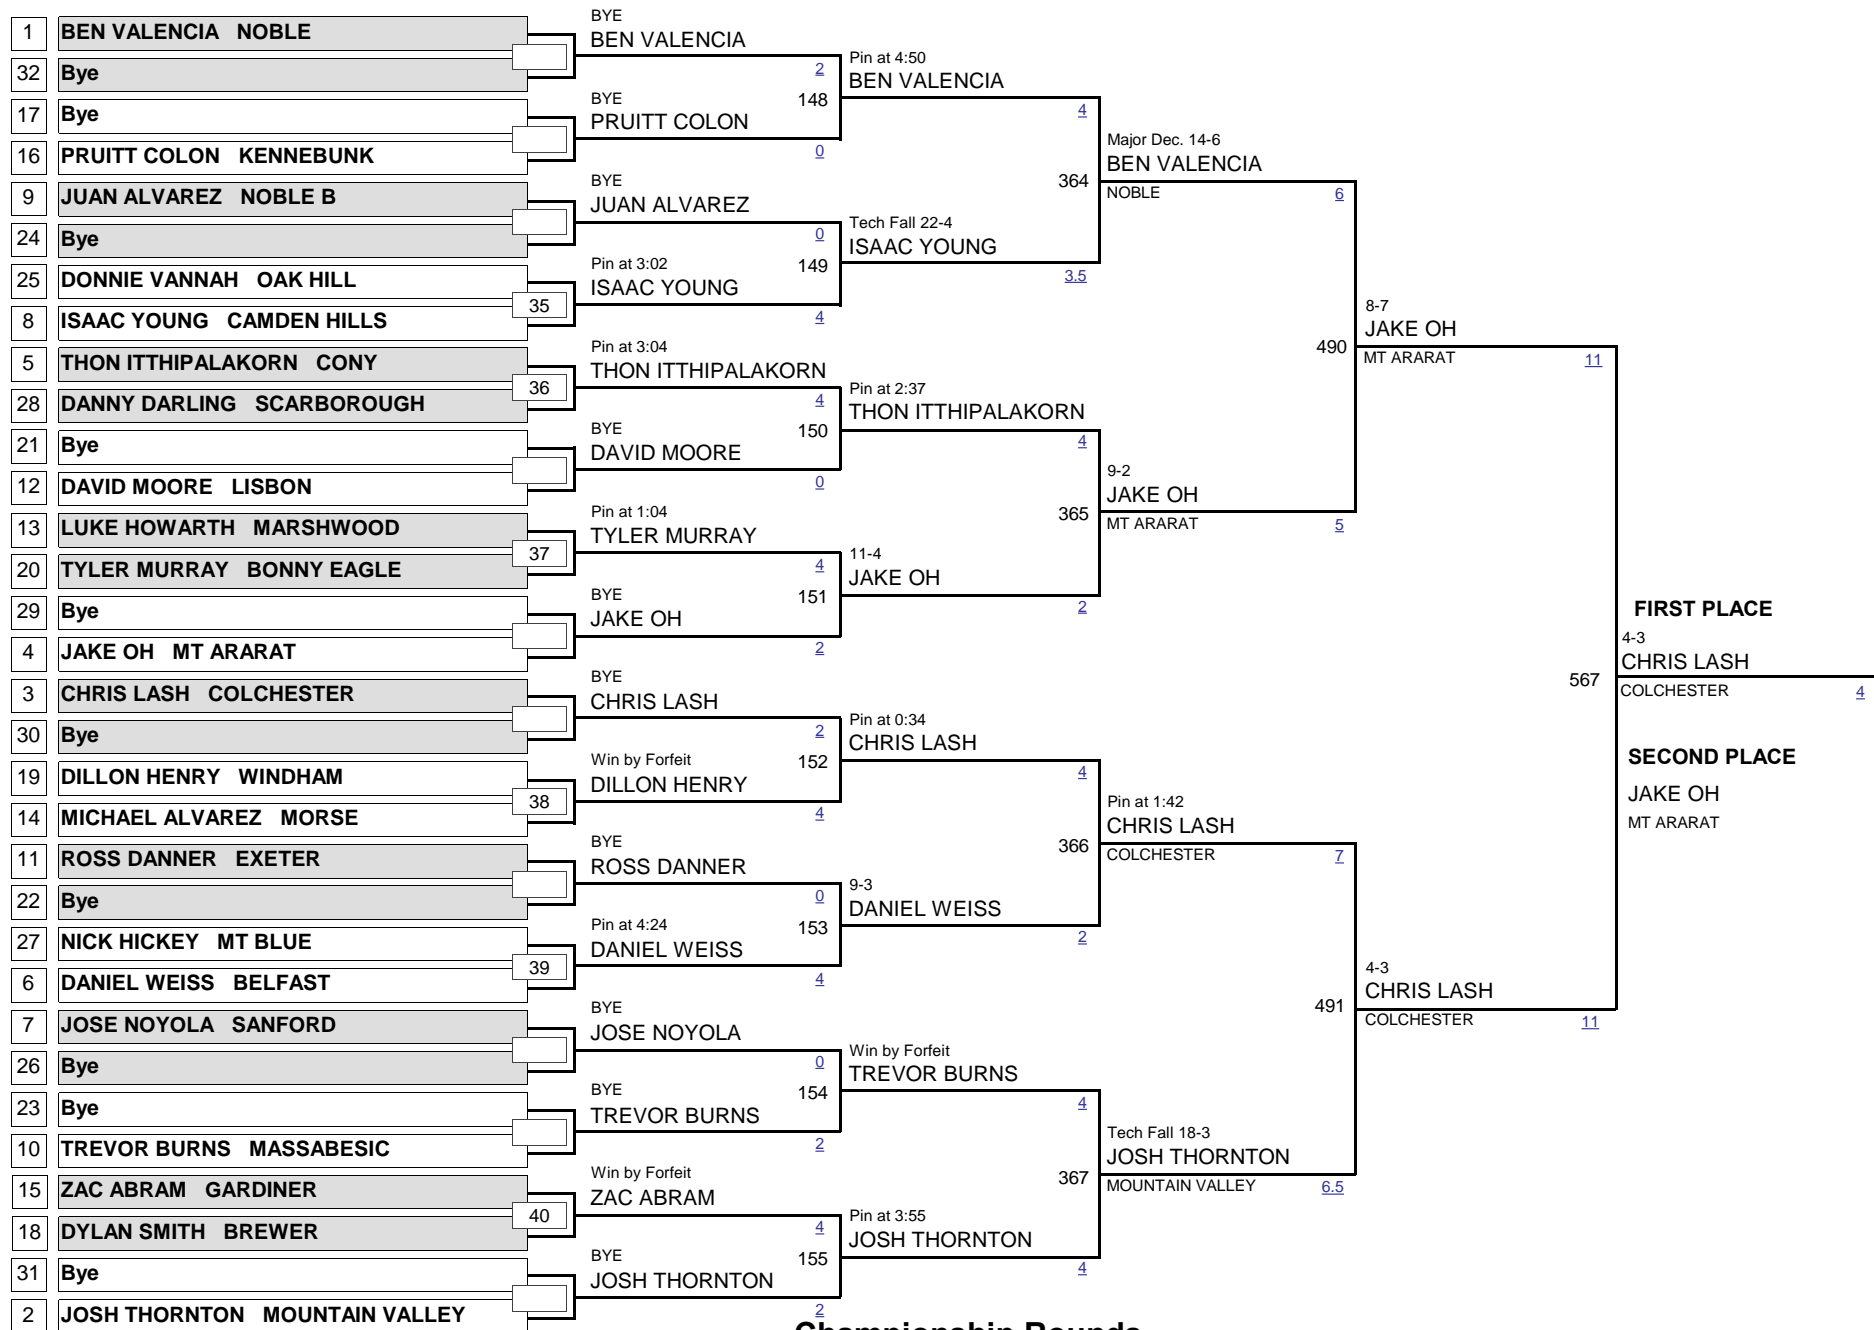 1 BEN VALENCIA NOBLE
32 Bye
17 Bye
16 PRUITT COLON KENNEBUNK
9 JUAN ALVAREZ NOBLE B
24 Bye
25 DONNIE VANNAH OAK HILL
35
8 ISAAC YOUNG CAMDEN HILLS
5 THON ITTHIPALAKORN CONY
36
28 DANNY DARLING SCARBOROUGH
21 Bye
12 DAVID MOORE LISBON
13 LUKE HOWARTH MARSHWOOD
37
20 TYLER MURRAY BONNY EAGLE
29 Bye
4 JAKE OH MT ARARAT
3 CHRIS LASH COLCHESTER
30 Bye
19 DILLON HENRY WINDHAM
38
14 MICHAEL ALVAREZ MORSE
11 ROSS DANNER EXETER
22 Bye
27 NICK HICKEY MT BLUE
39
6 DANIEL WEISS BELFAST
7 JOSE NOYOLA SANFORD
26 Bye
23 Bye
10 TREVOR BURNS MASSABESIC
15 ZAC ABRAM GARDINER
40
18 DYLAN SMITH BREWER
31 Bye
2 JOSH THORNTON MOUNTAIN VALLEY
BYE
BEN VALENCIA
2
148
BYE
PRUITT COLON
0
BYE
JUAN ALVAREZ
0
149
Pin at 3:02
ISAAC YOUNG
4
Pin at 3:04
THON ITTHIPALAKORN
4
150
BYE
DAVID MOORE
0
Pin at 1:04
TYLER MURRAY
4
151
BYE
JAKE OH
2
BYE
CHRIS LASH
2
152
Win by Forfeit
DILLON HENRY
4
BYE
ROSS DANNER
0
153
Pin at 4:24
DANIEL WEISS
4
BYE
JOSE NOYOLA
0
154
BYE
TREVOR BURNS
2
Win by Forfeit
ZAC ABRAM
4
155
BYE
JOSH THORNTON
2
Pin at 4:50
BEN VALENCIA
4
364
Tech Fall 22-4
ISAAC YOUNG
3.5
Pin at 2:37
THON ITTHIPALAKORN
4
365
11-4
JAKE OH
2
Pin at 0:34
CHRIS LASH
4
366
9-3
DANIEL WEISS
2
Win by Forfeit
TREVOR BURNS
4
367
Pin at 3:55
JOSH THORNTON
4
Major Dec. 14-6
BEN VALENCIA
NOBLE
6
490
9-2
JAKE OH
MT ARARAT
5
Pin at 1:42
CHRIS LASH
COLCHESTER
7
491
Tech Fall 18-3
JOSH THORNTON
MOUNTAIN VALLEY
6.5
8-7
JAKE OH
MT ARARAT
11
567
4-3
CHRIS LASH
COLCHESTER
11
FIRST PLACE
4-3
CHRIS LASH
COLCHESTER
4
SECOND PLACE
JAKE OH
MT ARARAT
Championship Rounds